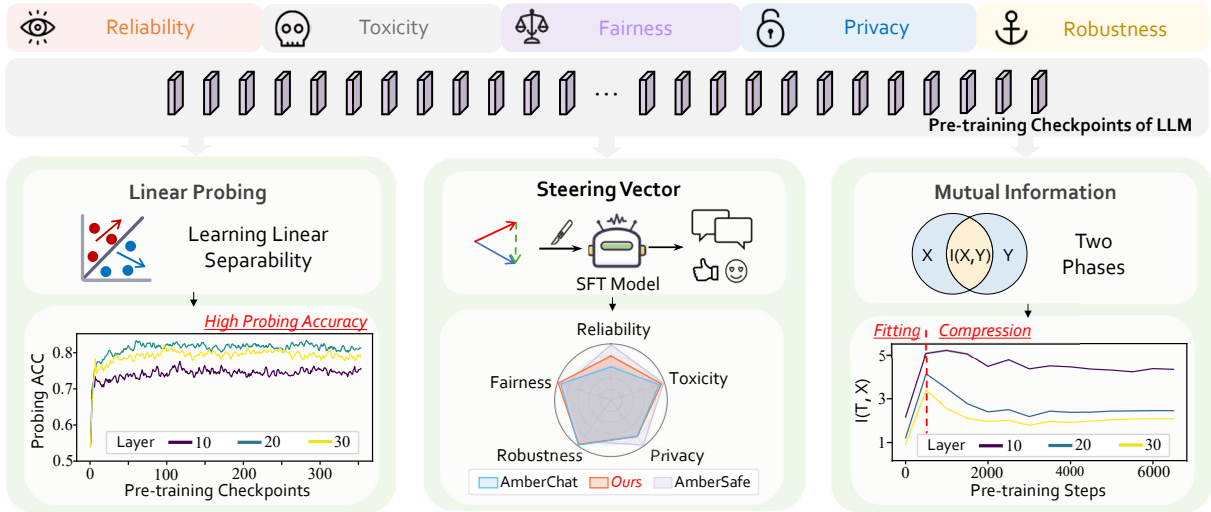 Reliability
Toxicity
Fairness
Privacy
Robustness
...
Pre-training Checkpoints of LLM
Linear Probing
Learning Linear
Separability
High Probing Accuracy
Probing ACC
0.8
0.7
0.6
0.5
Layer 10 20 30
0 100 200 300
Pre-training Checkpoints
Steering Vector
SFT Model
Reliability
Fairness
Toxicity
Robustness
Privacy
AmberChat Ours AmberSafe
Mutual Information
X I(X,Y) Y
Two
Phases
Fitting Compression
I(T, X)
5
3
1
Layer 10 20 30
0 2000 4000 6000
Pre-training Steps